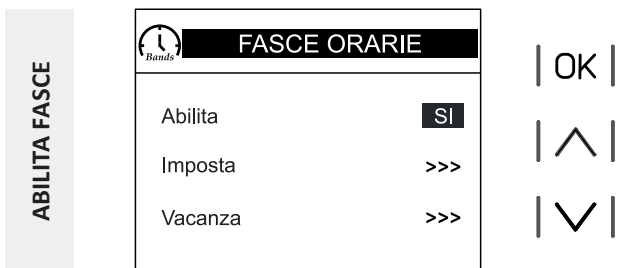 ABILITA FASCE
Bands
FASCE ORARIE
Abilita SI
Imposta >>>
Vacanza >>>
OK